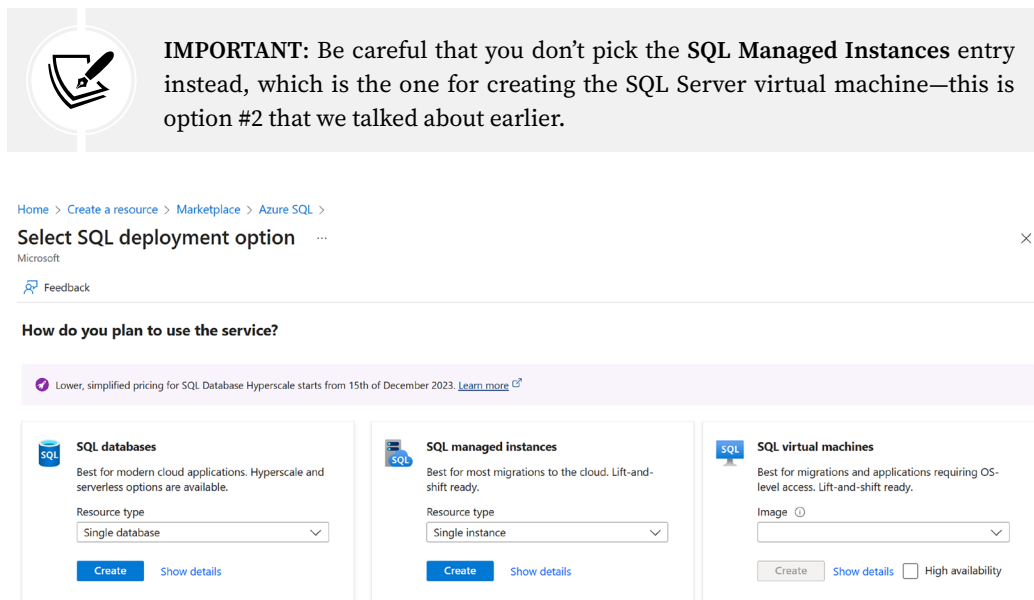 IMPORTANT: Be careful that you don’t pick the SQL Managed Instances entry
instead, which is the one for creating the SQL Server virtual machine—this is
option #2 that we talked about earlier.
Home > Create a resource > Marketplace > Azure SQL >
Select SQL deployment option ...
Microsoft
Feedback
How do you plan to use the service?
Lower, simplified pricing for SQL Database Hyperscale starts from 15th of December 2023. Learn more
SQL
SQL databases
Best for modern cloud applications. Hyperscale and
serverless options are available.
Resource type
Single database
Create Show details
SQL
SQL managed instances
Best for most migrations to the cloud. Lift-and-
shift ready.
Resource type
Single instance
Create Show details
SQL
SQL virtual machines
Best for migrations and applications requiring OS-
level access. Lift-and-shift ready.
Image
Create Show details High availability